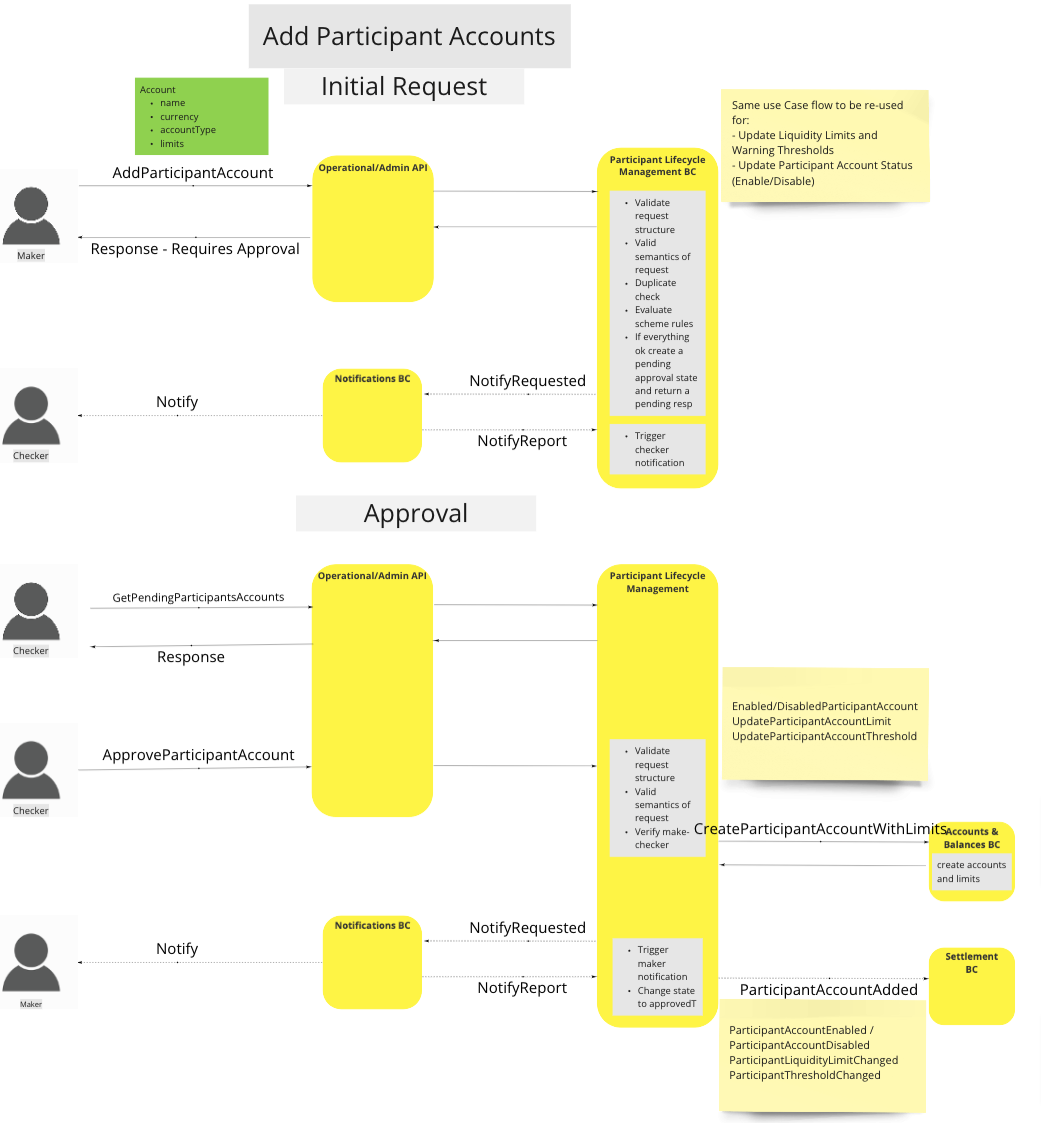 Add Participant Accounts
Initial Request
Account
• name
• currency
• accountType
• limits
Same use Case flow to be re-used
for:
- Update Liquidity Limits and
Warning Thresholds
- Update Participant Account Status
(Enable/Disable)
AddParticipantAccount
Response - Requires Approval
Maker
Operational/Admin API
Participant Lifecycle
Management BC
• Validate
request
structure
• Valid
semantics of
request
• Duplicate
check
• Evaluate
scheme rules
• If everything
ok create a
pending
approval state
and return a
pending resp
• Trigger
checker
notification
Notifications BC
NotifyRequested
NotifyReport
Notify
Checker
Approval
Operational/Admin API
Participant Lifecycle
Management
GetPendingParticipantsAccounts
Response
Checker
ApproveParticipantAccount
Checker
• Validate
request
structure
• Valid
semantics of
request
• Verify make-
checker
Enabled/DisabledParticipantAccount
UpdateParticipantAccountLimit
UpdateParticipantAccountThreshold
CreateParticipantAccountWithLimits
Accounts &
Balances BC
create accounts
and limits
Notifications BC
NotifyRequested
NotifyReport
Notify
Maker
• Trigger
maker
notification
• Change state
to approvedT
Settlement
BC
ParticipantAccountAdded
ParticipantAccountEnabled /
ParticipantAccountDisabled
ParticipantLiquidityLimitChanged
ParticipantThresholdChanged